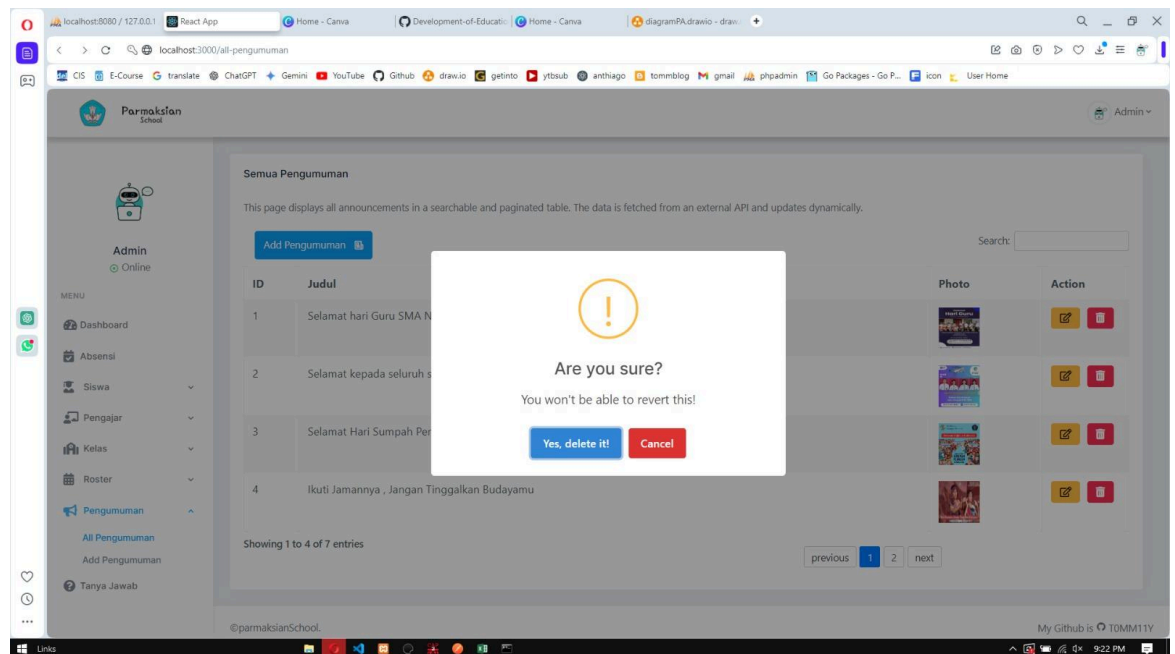 localhost:8080 / 127.0.0.1
React App
Home - Canva
Development-of-Educatio
Home - Canva
diagramPA.drawio - draw.
localhost:3000/all-pengumuman
CIS
E-Course
translate
ChatGPT
Gemini
YouTube
Github
draw.io
getinto
ytbsub
anthiago
tommblog
gmail
phpadmin
Go Packages - Go P...
icon
User Home
Parmaksian
School
Admin
Admin
Online
MENU
Dashboard
Absensi
Siswa
Pengajar
Kelas
Roster
Pengumuman
All Pengumuman
Add Pengumuman
Tanya Jawab
Semua Pengumuman
This page displays all announcements in a searchable and paginated table. The data is fetched from an external API and updates dynamically.
Add Pengumuman
Search:
ID Judul Photo Action
1 Selamat hari Guru SMA N
Hari Guru
2 Selamat kepada seluruh s
3 Selamat Hari Sumpah Per
4 Ikuti Jamannya , Jangan Tinggalkan Budayamu
Showing 1 to 4 of 7 entries
previous 1 2 next
!
Are you sure?
You won't be able to revert this!
Yes, delete it!
Cancel
©parmaksianSchool.
My Github is T0MM11Y
Links
9:22 PM